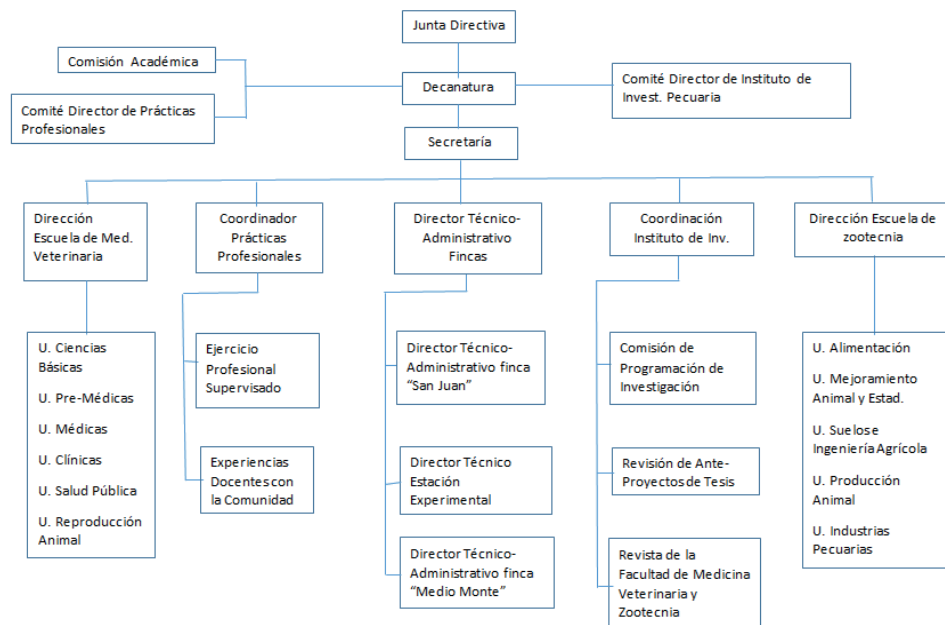 Junta Directiva
Comisión Académica
Decanatura
Comité Director de Instituto de
Invest. Pecuaria
Comité Director de Prácticas
Profesionales
Secretaría
Dirección
Escuela de Med.
Veterinaria
Coordinador
Prácticas
Profesionales
Director Técnico-
Administrativo
Fincas
Coordinación
Instituto de Inv.
Dirección Escuela de
zootecnia
U. Ciencias
Básicas
U. Pre-Médicas
U. Médicas
U. Clínicas
U. Salud Pública
U. Reproducción
Animal
Ejercicio
Profesional
Supervisado
Experiencias
Docentes con
la Comunidad
Director Técnico-
Administrativo finca
“San Juan”
Director Técnico
Estación
Experimental
Director Técnico-
Administrativo finca
“Medio Monte”
Comisión de
Programación de
Investigación
Revisión de Ante-
Proyectos de Tesis
Revista de la
Facultad de Medicina
Veterinaria y
Zootecnia
U. Alimentación
U. Mejoramiento
Animal y Estad.
U. Suelos e
Ingeniería Agrícola
U. Producción
Animal
U. Industrias
Pecuarias